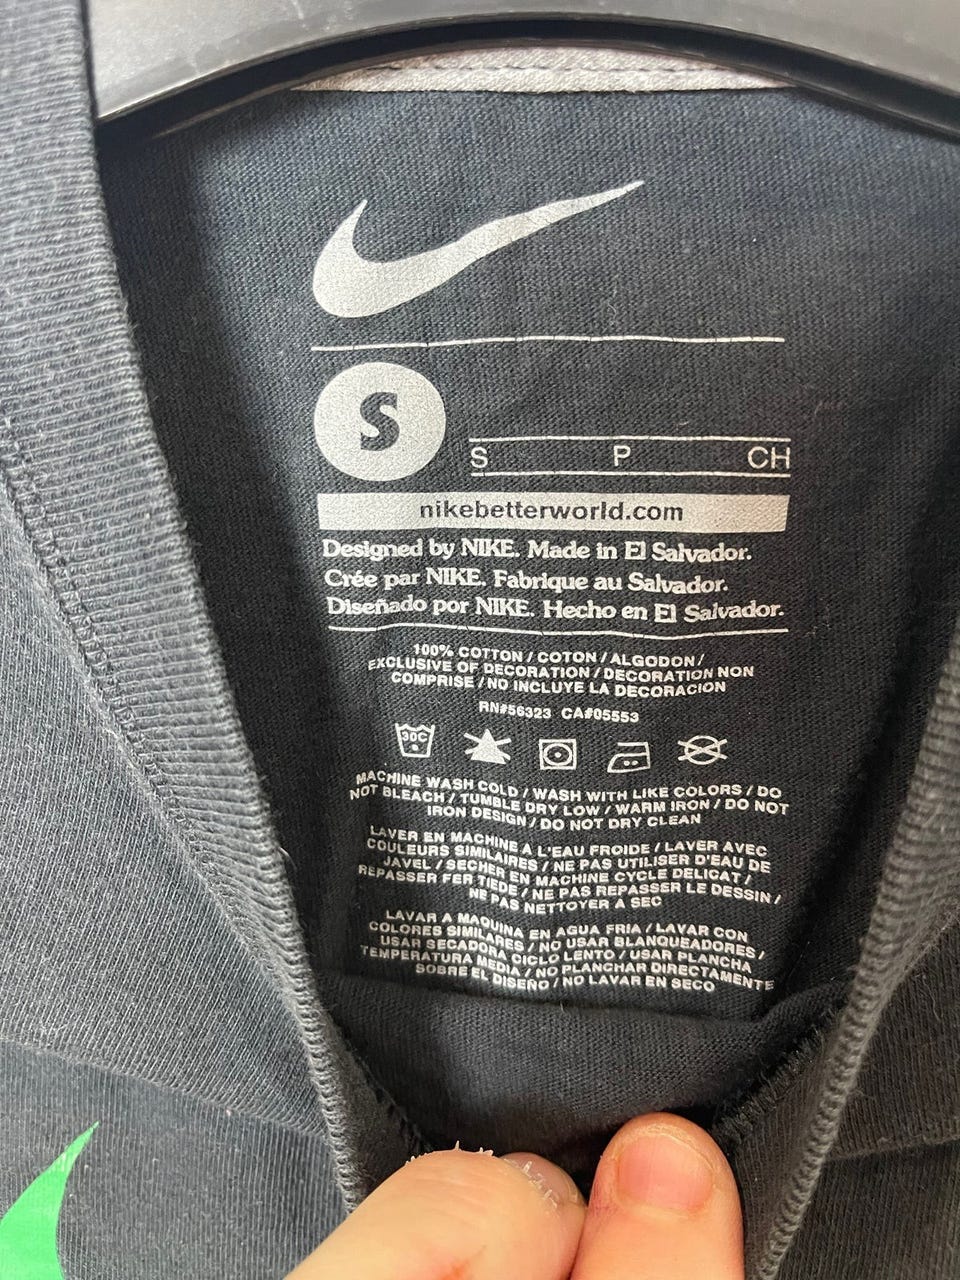 S
S P CH
nikebetterworld.com
Designed by NIKE. Made in El Salvador.
Crée par NIKE. Fabrique au Salvador.
Diseñado por NIKE. Hecho en El Salvador.
100% COTTON / COTON / ALGODON /
EXCLUSIVE OF DECORATION / DECORATION NON
COMPRISE / NO INCLUYE LA DECORACION
RN#56323 CA#05553
30C
MACHINE WASH COLD / WASH WITH LIKE COLORS / DO
NOT BLEACH / TUMBLE DRY LOW / WARM IRON / DO NOT
IRON DESIGN / DO NOT DRY CLEAN
LAVER EN MACHINE A L'EAU FROIDE / LAVER AVEC
COULEURS SIMILAIRES / NE PAS UTILISER D'EAU DE
JAVEL / SECHER EN MACHINE CYCLE DELICAT /
REPASSER FER TIEDE / NE PAS REPASSER LE DESSIN /
NE PAS NETTOYER A SEC
LAVAR A MAQUINA EN AGUA FRIA / LAVAR CON
COLORES SIMILARES / NO USAR BLANQUEADORES /
USAR SECADORA CICLO LENTO / USAR PLANCHA
TEMPERATURA MEDIA / NO PLANCHAR DIRECTAMENTE
SOBRE EL DISEÑO / NO LAVAR EN SECO